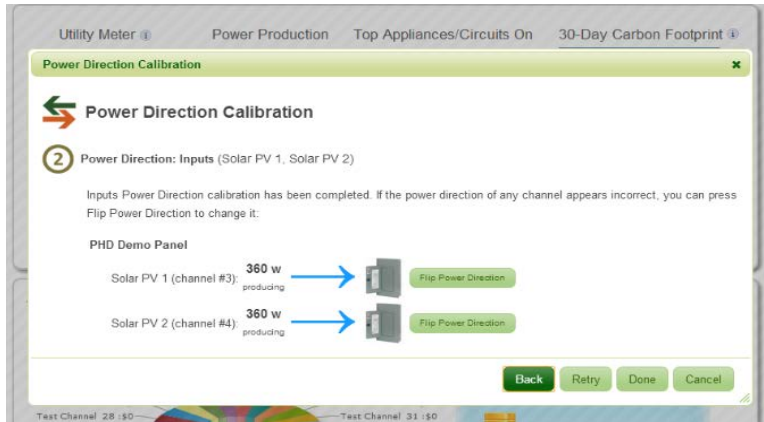 Utility Meter Power Production Top Appliances/Circuits On 30-Day Carbon Footprint
Power Direction Calibration
Power Direction Calibration
2 Power Direction: Inputs (Solar PV 1, Solar PV 2)
Inputs Power Direction calibration has been completed. If the power direction of any channel appears incorrect, you can press
Flip Power Direction to change it:
PHD Demo Panel
Solar PV 1 (channel #3): 360 w Flip Power Direction
producing
Solar PV 2 (channel #4): 360 w Flip Power Direction
producing
Back Retry Done Cancel
Test Channel 28 :$0 Test Channel 31 :$0